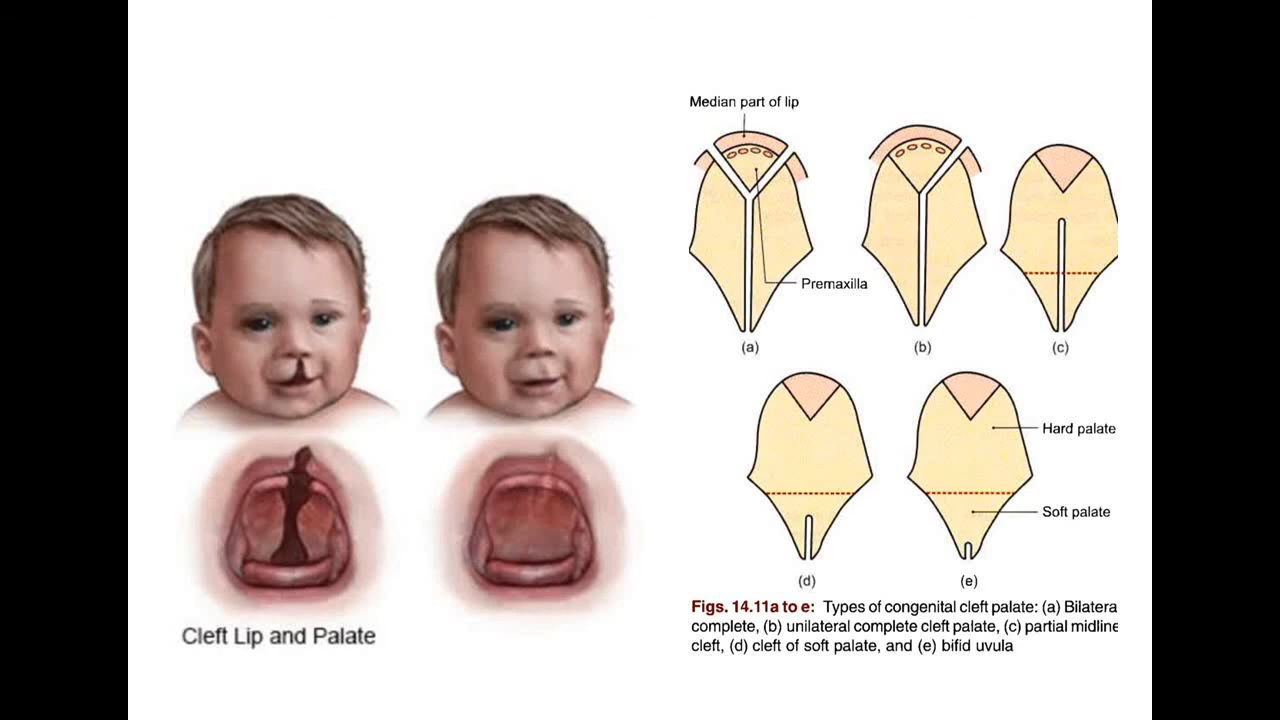 Median part of lip
Premaxilla
(a)
(b)
(c)
Hard palate
Soft palate
(d)
(e)
Figs. 14.11a to e: Types of congenital cleft palate: (a) Bilatera
complete, (b) unilateral complete cleft palate, (c) partial midline
cleft, (d) cleft of soft palate, and (e) bifid uvula
Cleft Lip and Palate